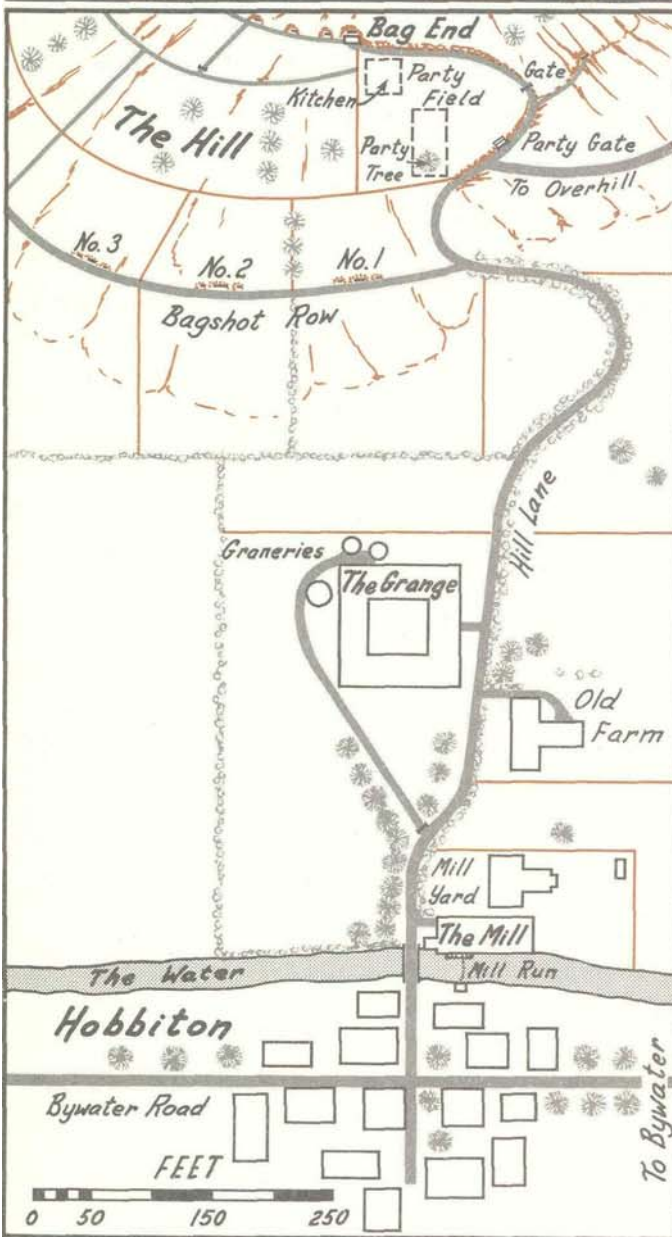 Bag End
Gate
Party
Field
Kitchen
The Hill
Party
Tree
Party Gate
To Overhill
No. 3
No. 2
No. 1
Bagshot Row
Hill Lane
Graneries
The Grange
Old
Farm
Mill
Yard
The Mill
The Water
Mill Run
Hobbiton
Bywater Road
To Bywater
FEET
0 50 150 250